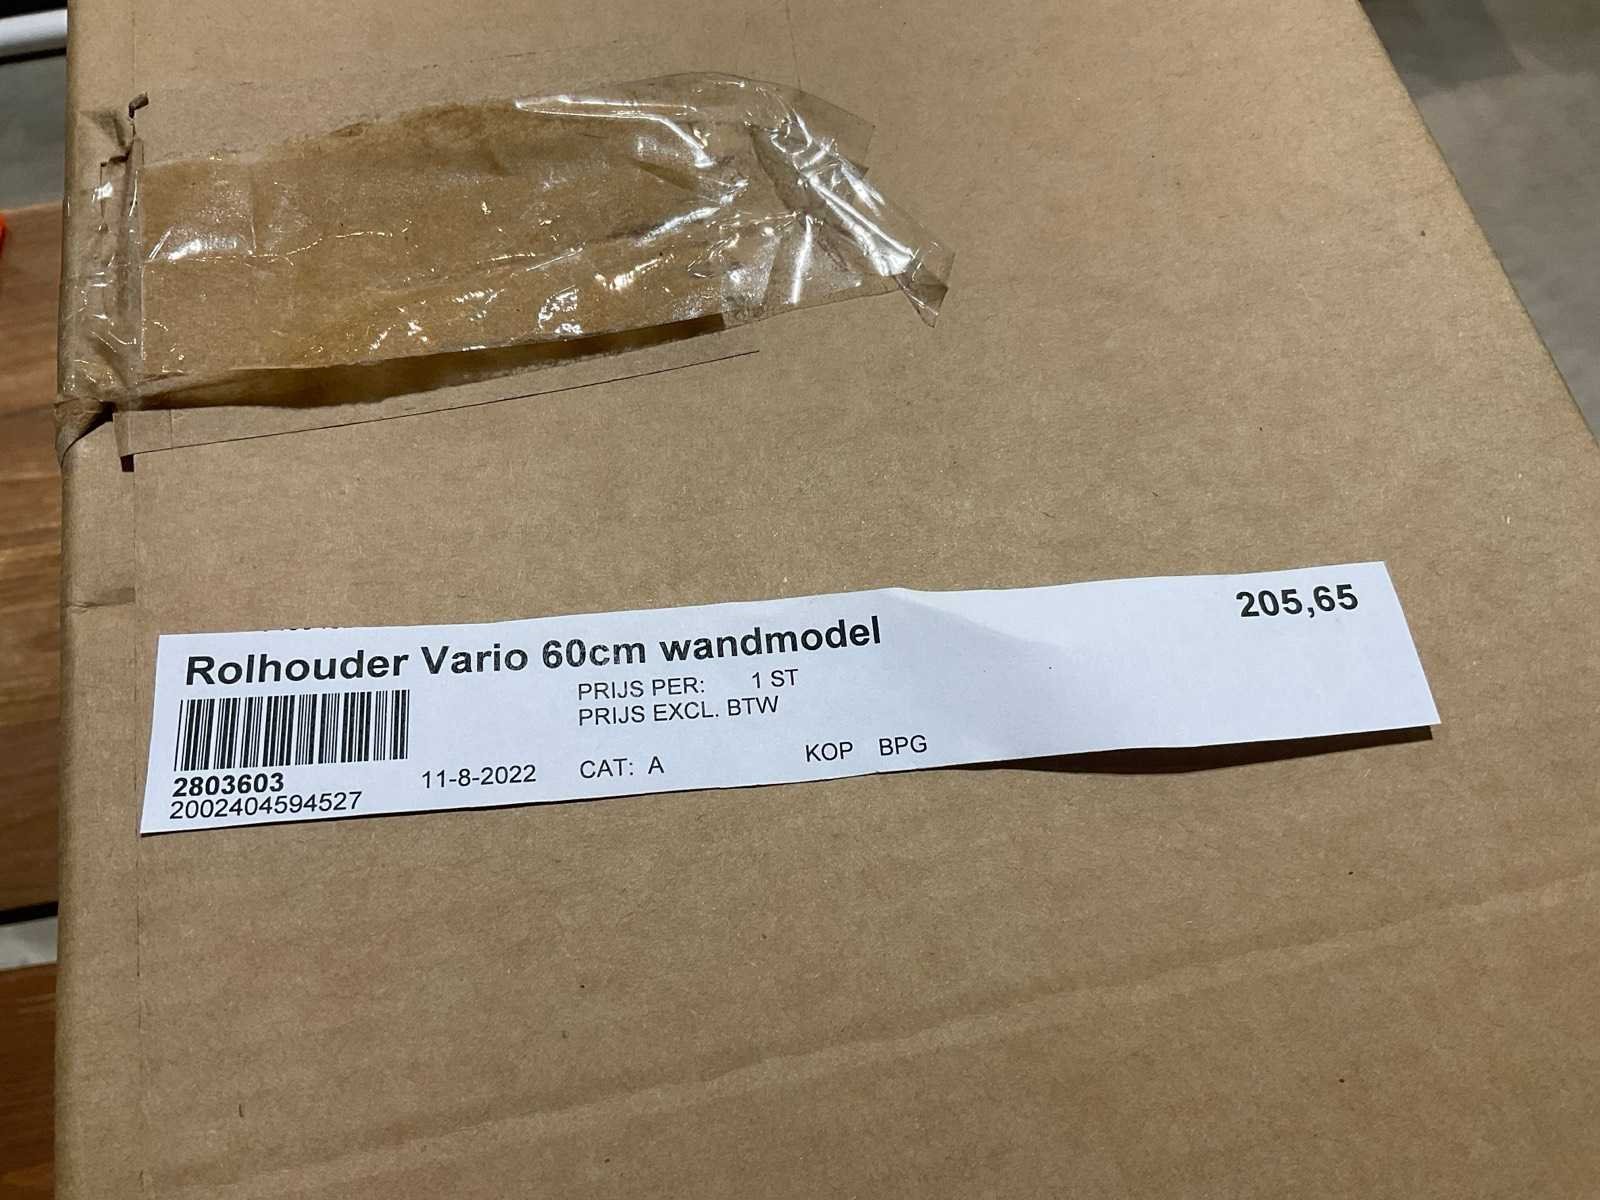 Rolhouder Vario 60cm wandmodel
205,65
PRIJS PER: 1 ST
PRIJS EXCL. BTW
2803603
2002404594527
11-8-2022
CAT: A
KOP BPG